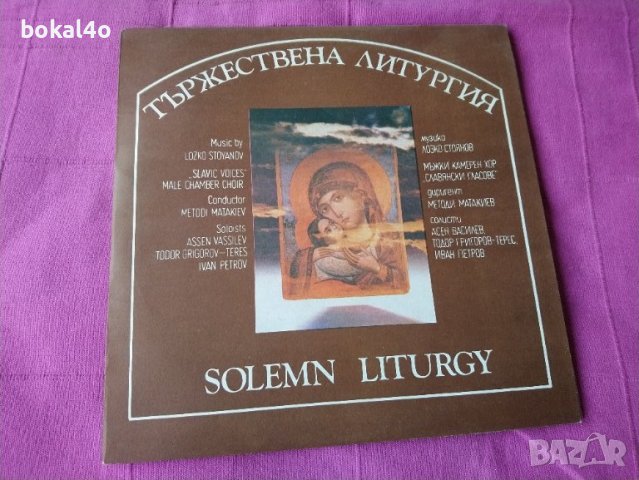 bokal4o
ТЪРЖЕСТВЕНА ЛИТУРГИЯ
Music by
LOZKO STOYANOV
„SLAVIC VOICES”
MALE CHAMBER CHOIR
Conductor
METODI MATAKIEV
Soloists
ASSEN VASSILEV
TODOR GRIGOROV—TERES
IVAN PETROV
музика
ЛОЗКО СТОЯНОВ
МЪЖКИ КАМЕРЕН ХОР
„СЛАВЯНСКИ ГЛАСОВЕ”
диригент
МЕТОДИ МАТАКИЕВ
солисти
АСЕН ВАСИЛЕВ,
ТОДОР ГРИГОРОВ-ТЕРЕС,
ИВАН ПЕТРОВ
SOLEMN LITURGY
BAZAR
bokal4o